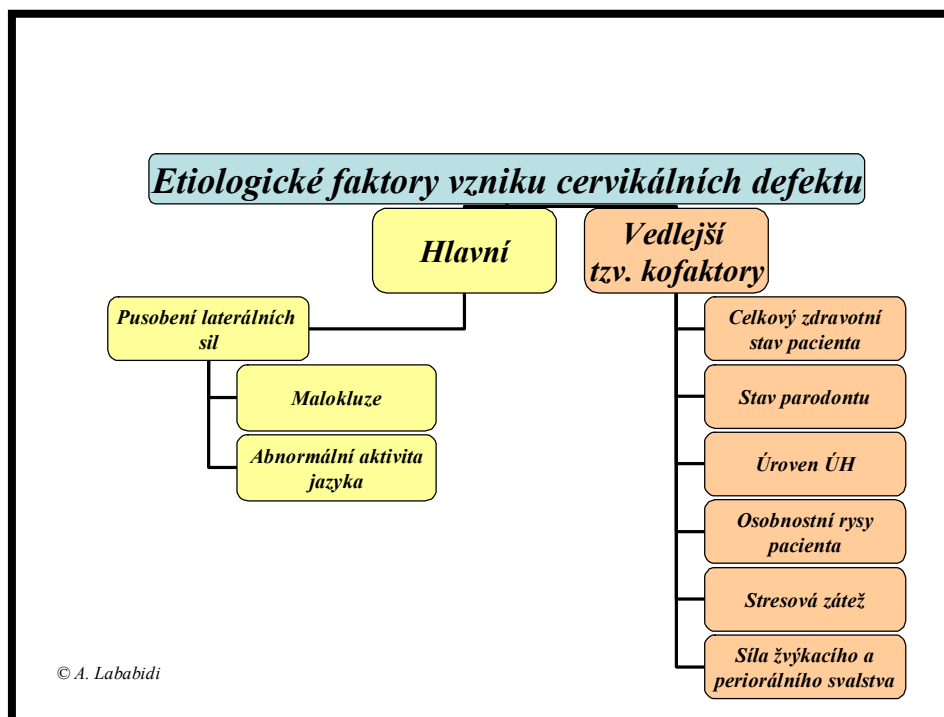 Etiologické faktory vzniku cervikálních defektu
Hlavní
Vedlejší
tzv. kofaktory
Pusobení laterálních
sil
Malokluze
Abnormální aktivita
jazyka
Celkový zdravotní
stav pacienta
Stav parodontu
Úroven ÚH
Osobnostní rysy
pacienta
Stresová zátež
Síla žvýkacího a
periorálního svalstva
© A. Lababidi